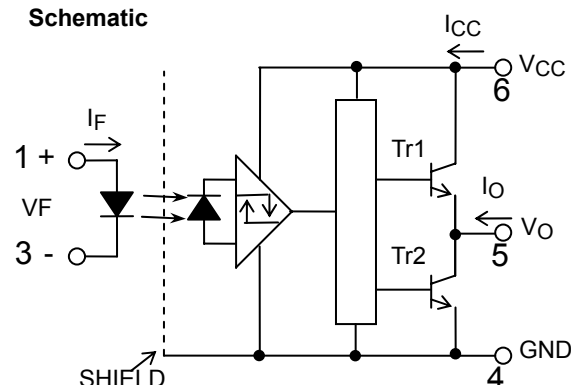 Schematic
ICC
VCC
6
IF
1 +
Tr1
VF
IO
VO
5
3 -
Tr2
GND
4
SHIELD